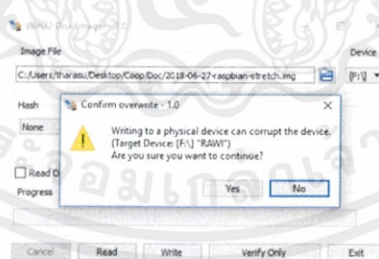 Win32 Disk Imager - 1.0
Image File
Device
C:/Users/tharasu/Desktop/Coop/Doc/2018-06-27-raspbian-stretch.img
[F:\]
Hash
None
Confirm overwrite - 1.0
Writing to a physical device can corrupt the device.
(Target Device: [F:\] "RAWI")
Are you sure you want to continue?
Yes
No
Read O
Progress
Cancel
Read
Write
Verify Only
Exit